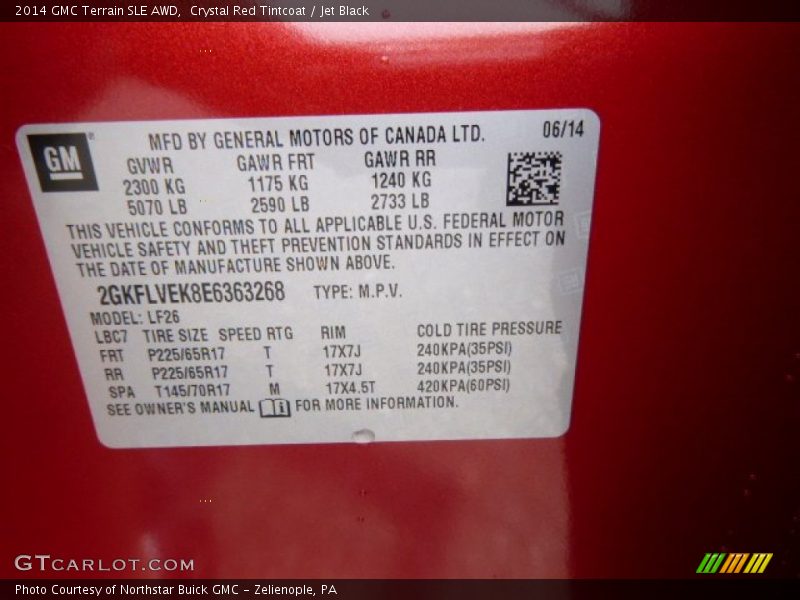 2014 GMC Terrain SLE AWD,  Crystal Red Tintcoat / Jet Black
GM
MFD BY GENERAL MOTORS OF CANADA LTD. 06/14
GVWR GAWR FRT GAWR RR
2300 KG 1175 KG 1240 KG
5070 LB 2590 LB 2733 LB
THIS VEHICLE CONFORMS TO ALL APPLICABLE U.S. FEDERAL MOTOR
VEHICLE SAFETY AND THEFT PREVENTION STANDARDS IN EFFECT ON
THE DATE OF MANUFACTURE SHOWN ABOVE.
2GKFLVEK8E6363268 TYPE: M.P.V.
MODEL: LF26
LBC7 TIRE SIZE SPEED RTG RIM COLD TIRE PRESSURE
FRT P225/65R17 T 17X7J 240KPA(35PSI)
RR P225/65R17 T 17X7J 240KPA(35PSI)
SPA T145/70R17 M 17X4.5T 420KPA(60PSI)
SEE OWNER'S MANUAL FOR MORE INFORMATION.
GTCARLOT.COM
Photo Courtesy of Northstar Buick GMC - Zelienople, PA